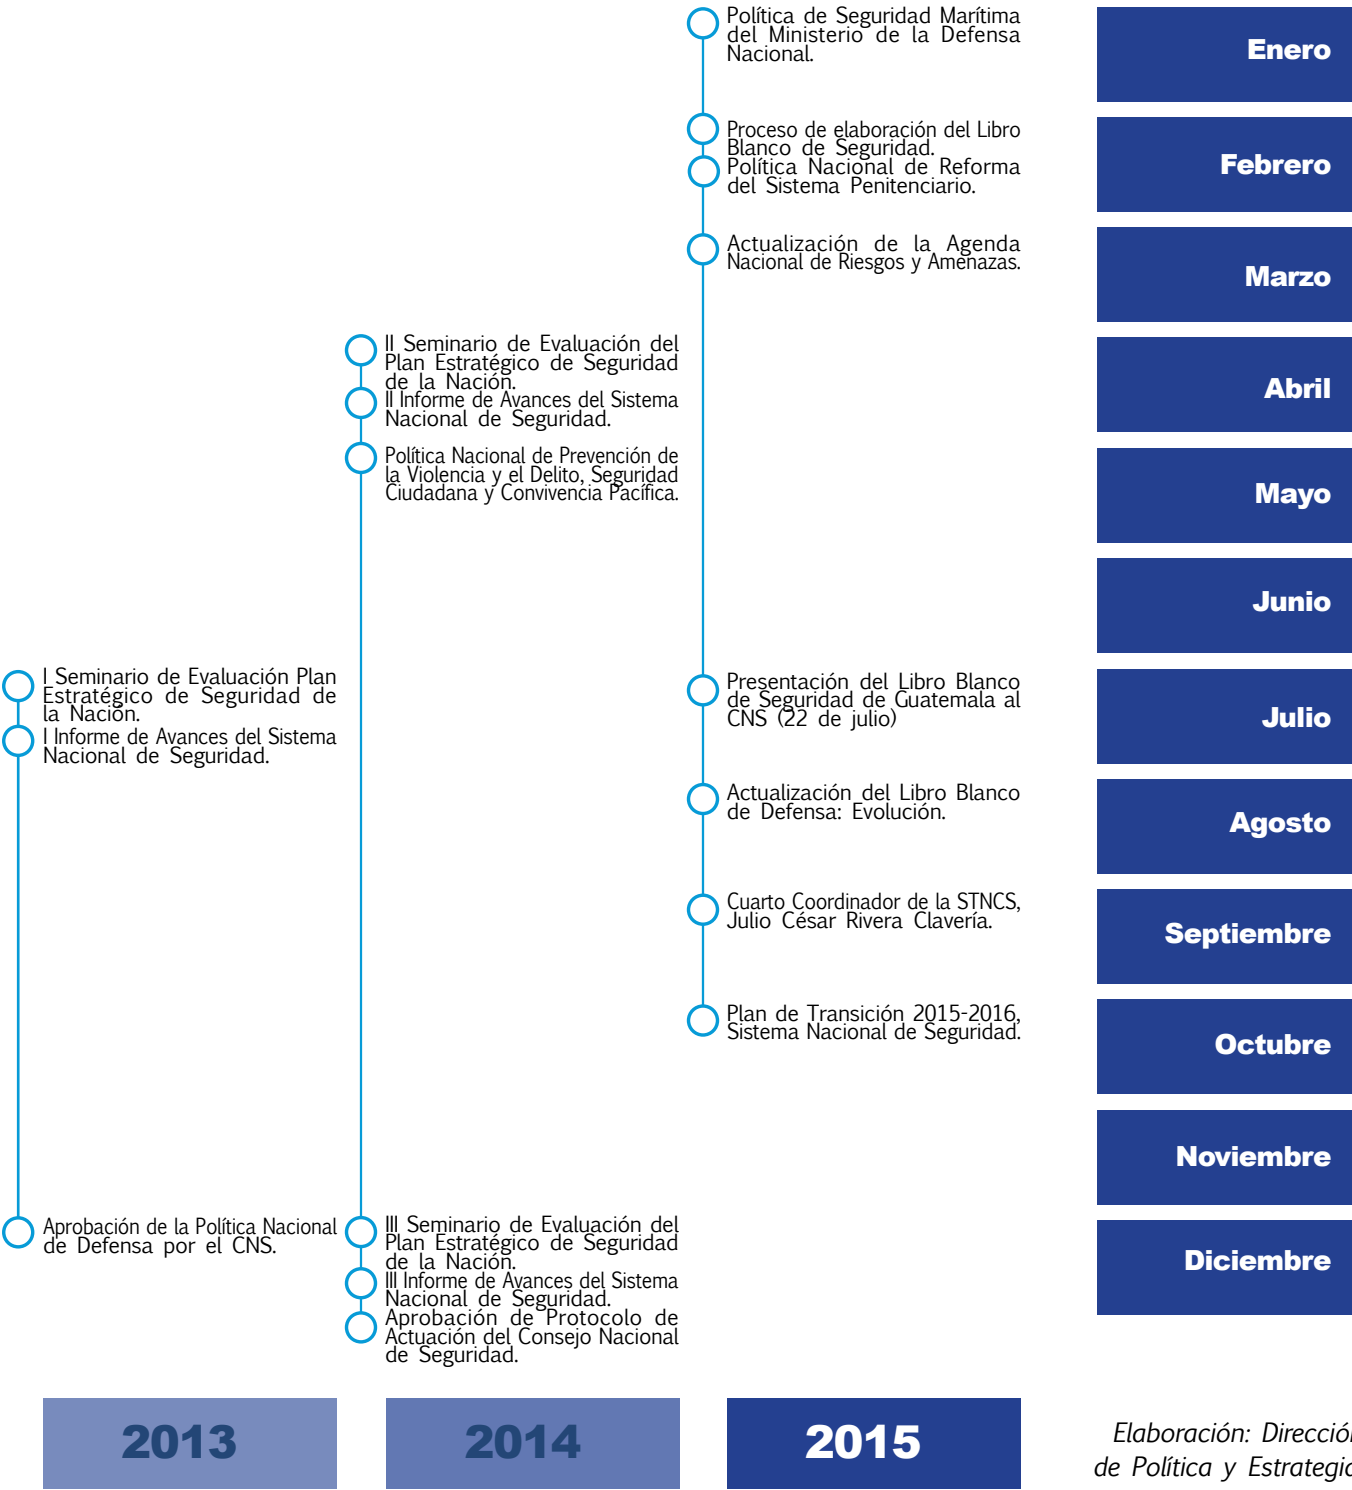 Política de Seguridad Marítima
del Ministerio de la Defensa
Nacional.
Proceso de elaboración del Libro
Blanco de Seguridad.
Política Nacional de Reforma
del Sistema Penitenciario.
Actualización de la Agenda
Nacional de Riesgos y Amenazas.
II Seminario de Evaluación del
Plan Estratégico de Seguridad
de la Nación.
II Informe de Avances del Sistema
Nacional de Seguridad.
Política Nacional de Prevención de
la Violencia y el Delito, Seguridad
Ciudadana y Convivencia Pacífica.
I Seminario de Evaluación Plan
Estratégico de Seguridad de
la Nación.
I Informe de Avances del Sistema
Nacional de Seguridad.
Presentación del Libro Blanco
de Seguridad de Guatemala al
CNS (22 de julio)
Actualización del Libro Blanco
de Defensa: Evolución.
Cuarto Coordinador de la STNCS,
Julio César Rivera Clavería.
Plan de Transición 2015-2016,
Sistema Nacional de Seguridad.
Aprobación de la Política Nacional
de Defensa por el CNS.
III Seminario de Evaluación del
Plan Estratégico de Seguridad
de la Nación.
III Informe de Avances del Sistema
Nacional de Seguridad.
Aprobación de Protocolo de
Actuación del Consejo Nacional
de Seguridad.
Enero
Febrero
Marzo
Abril
Mayo
Junio
Julio
Agosto
Septiembre
Octubre
Noviembre
Diciembre
2013
2014
2015
Elaboración: Dirección
de Política y Estrategia